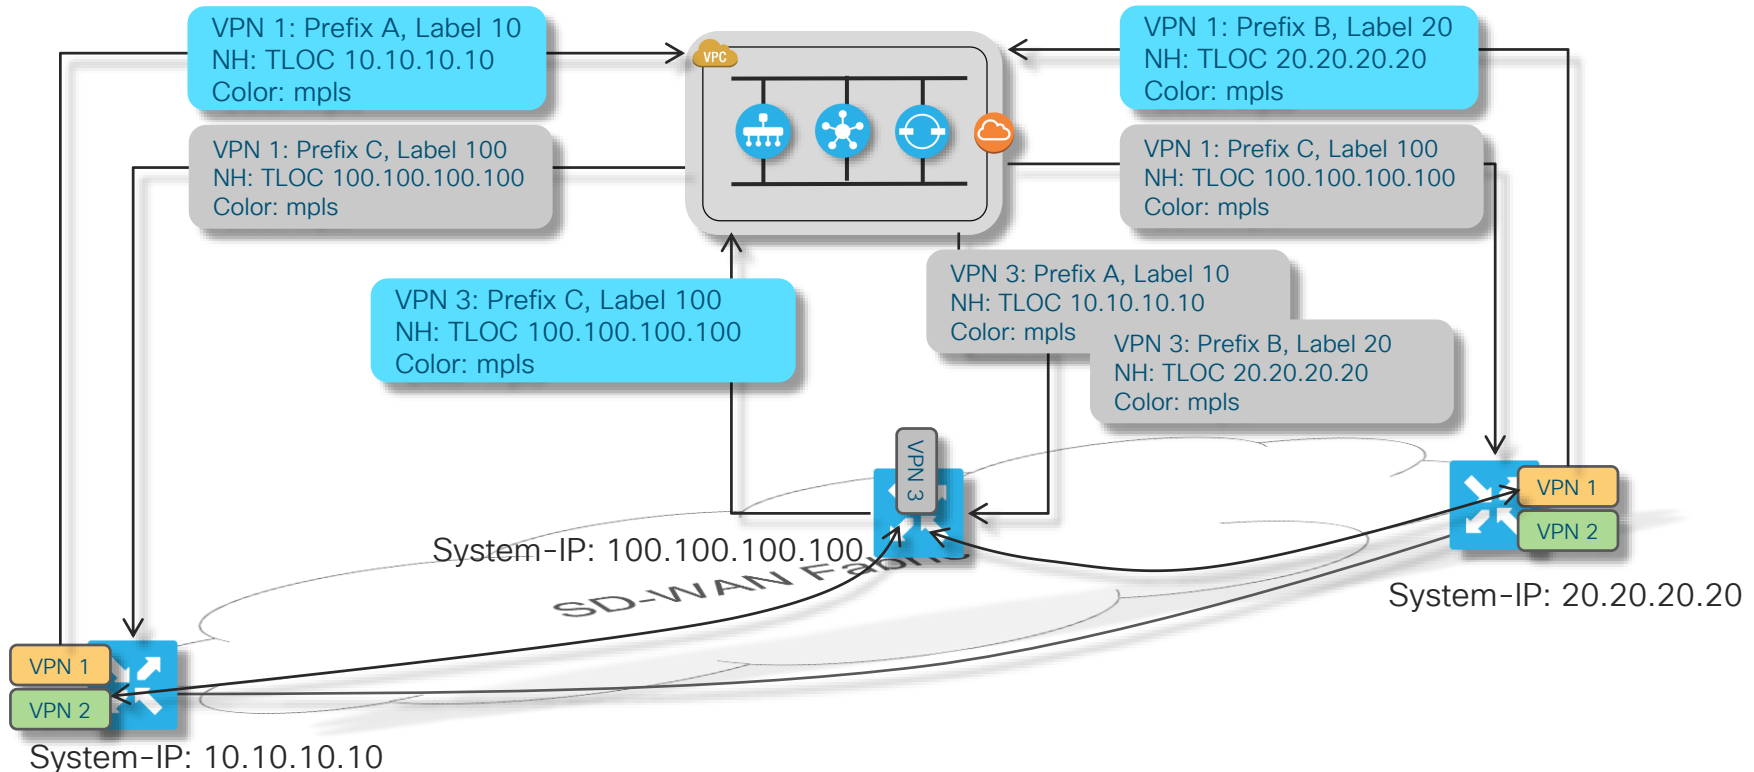 VPN 1: Prefix A, Label 10
NH: TLOC 10.10.10.10
Color: mpls
VPN 1: Prefix B, Label 20
NH: TLOC 20.20.20.20
Color: mpls
VPC
VPN 1: Prefix C, Label 100
NH: TLOC 100.100.100.100
Color: mpls
VPN 1: Prefix C, Label 100
NH: TLOC 100.100.100.100
Color: mpls
VPN 3: Prefix C, Label 100
NH: TLOC 100.100.100.100
Color: mpls
VPN 3: Prefix A, Label 10
NH: TLOC 10.10.10.10
Color: mpls
VPN 3: Prefix B, Label 20
NH: TLOC 20.20.20.20
Color: mpls
VPN 3
System-IP: 100.100.100.100
SD-WAN Fabric
VPN 1
VPN 2
System-IP: 20.20.20.20
VPN 1
VPN 2
System-IP: 10.10.10.10